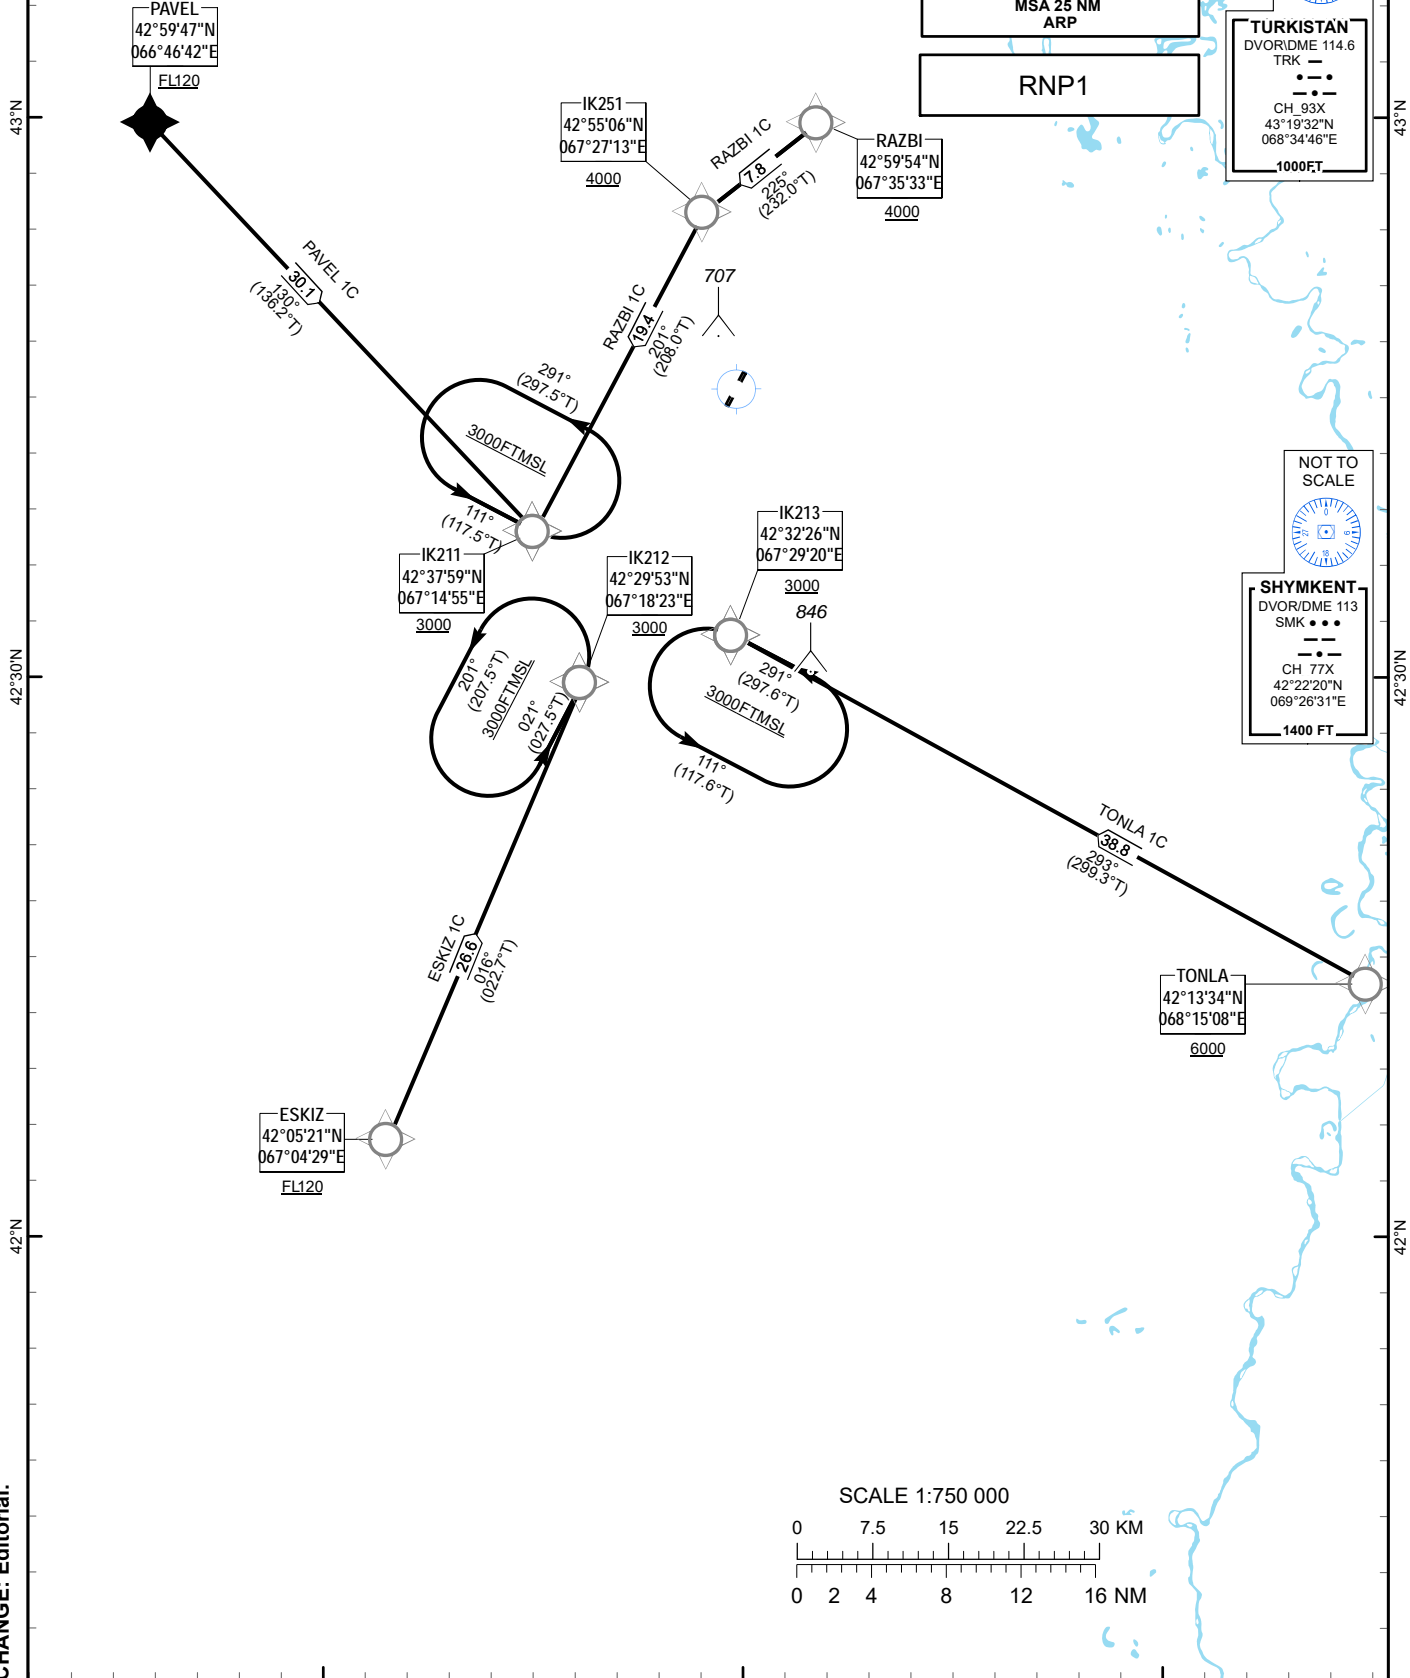 PAVEL
42°59'47"N
066°46'42"E
FL120
MSA 25 NM
ARP
RNP1
TURKISTAN
DVOR\DME 114.6
TRK
CH_93X
43°19'32"N
068°34'46"E
1000FT
43°N
43°N
IK251
42°55'06"N
067°27'13"E
4000
RAZBI 1C
7.8
225°
(232.0°T)
RAZBI
42°59'54"N
067°35'33"E
4000
PAVEL 1C
30.1
130°
(136.2°T)
RAZBI 1C
19.4
201°
(208.0°T)
707
291°
(297.5°T)
3000FTMSL
111°
(117.5°T)
IK211
42°37'59"N
067°14'55"E
3000
IK212
42°29'53"N
067°18'23"E
3000
IK213
42°32'26"N
067°29'20"E
3000
846
NOT TO
SCALE
0
9
18
27
SHYMKENT
DVOR/DME 113
SMK
CH  77X
42°22'20"N
069°26'31"E
1400 FT
42°30'N
42°30'N
201°
(207.5°T)
3000FTMSL
021°
(027.5°T)
291°
(297.6°T)
3000FTMSL
111°
(117.6°T)
TONLA 1C
38.8
293°
(299.3°T)
ESKIZ 1C
26.6
016°
(022.7°T)
TONLA
42°13'34"N
068°15'08"E
6000
ESKIZ
42°05'21"N
067°04'29"E
FL120
42°N
42°N
SCALE 1:750 000
0 7.5 15 22.5 30 KM
0 2 4 8 12 16 NM
CHANGE: Editorial.